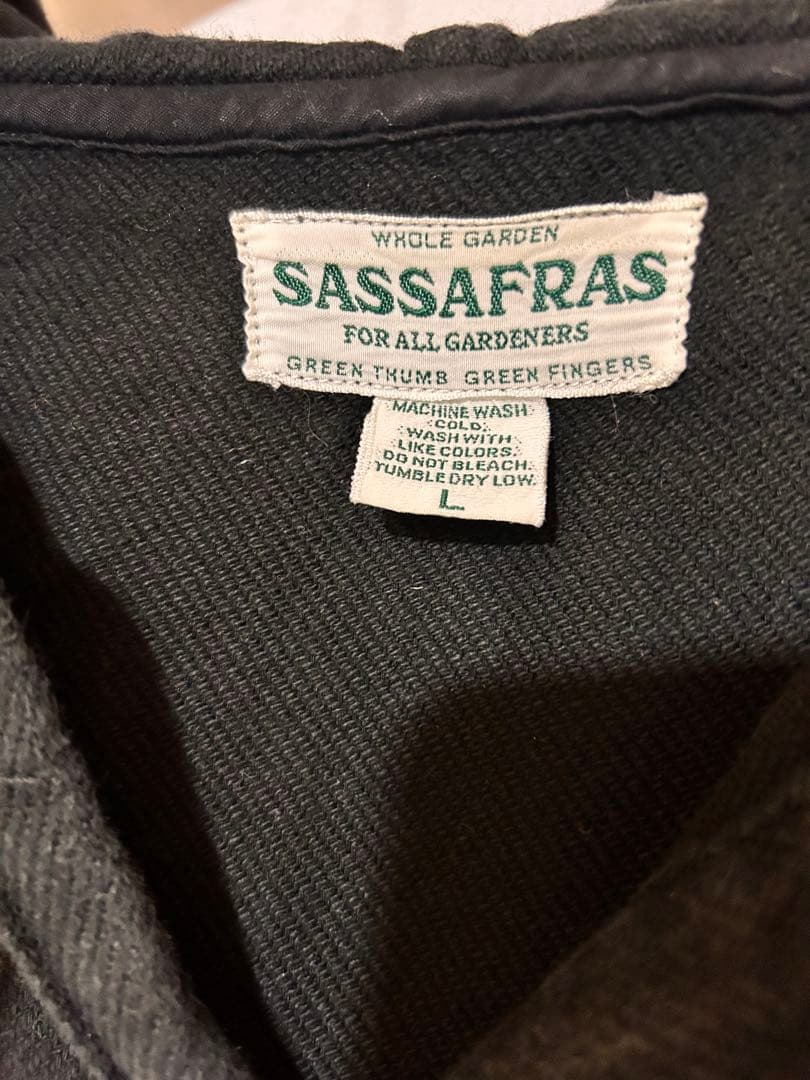 WHOLE GARDEN
SASSAFRAS
FOR ALL GARDENERS
GREEN THUMB GREEN FINGERS
MACHINE WASH
COLD.
WASH WITH
LIKE COLORS.
DO NOT BLEACH.
TUMBLE DRY LOW.
L